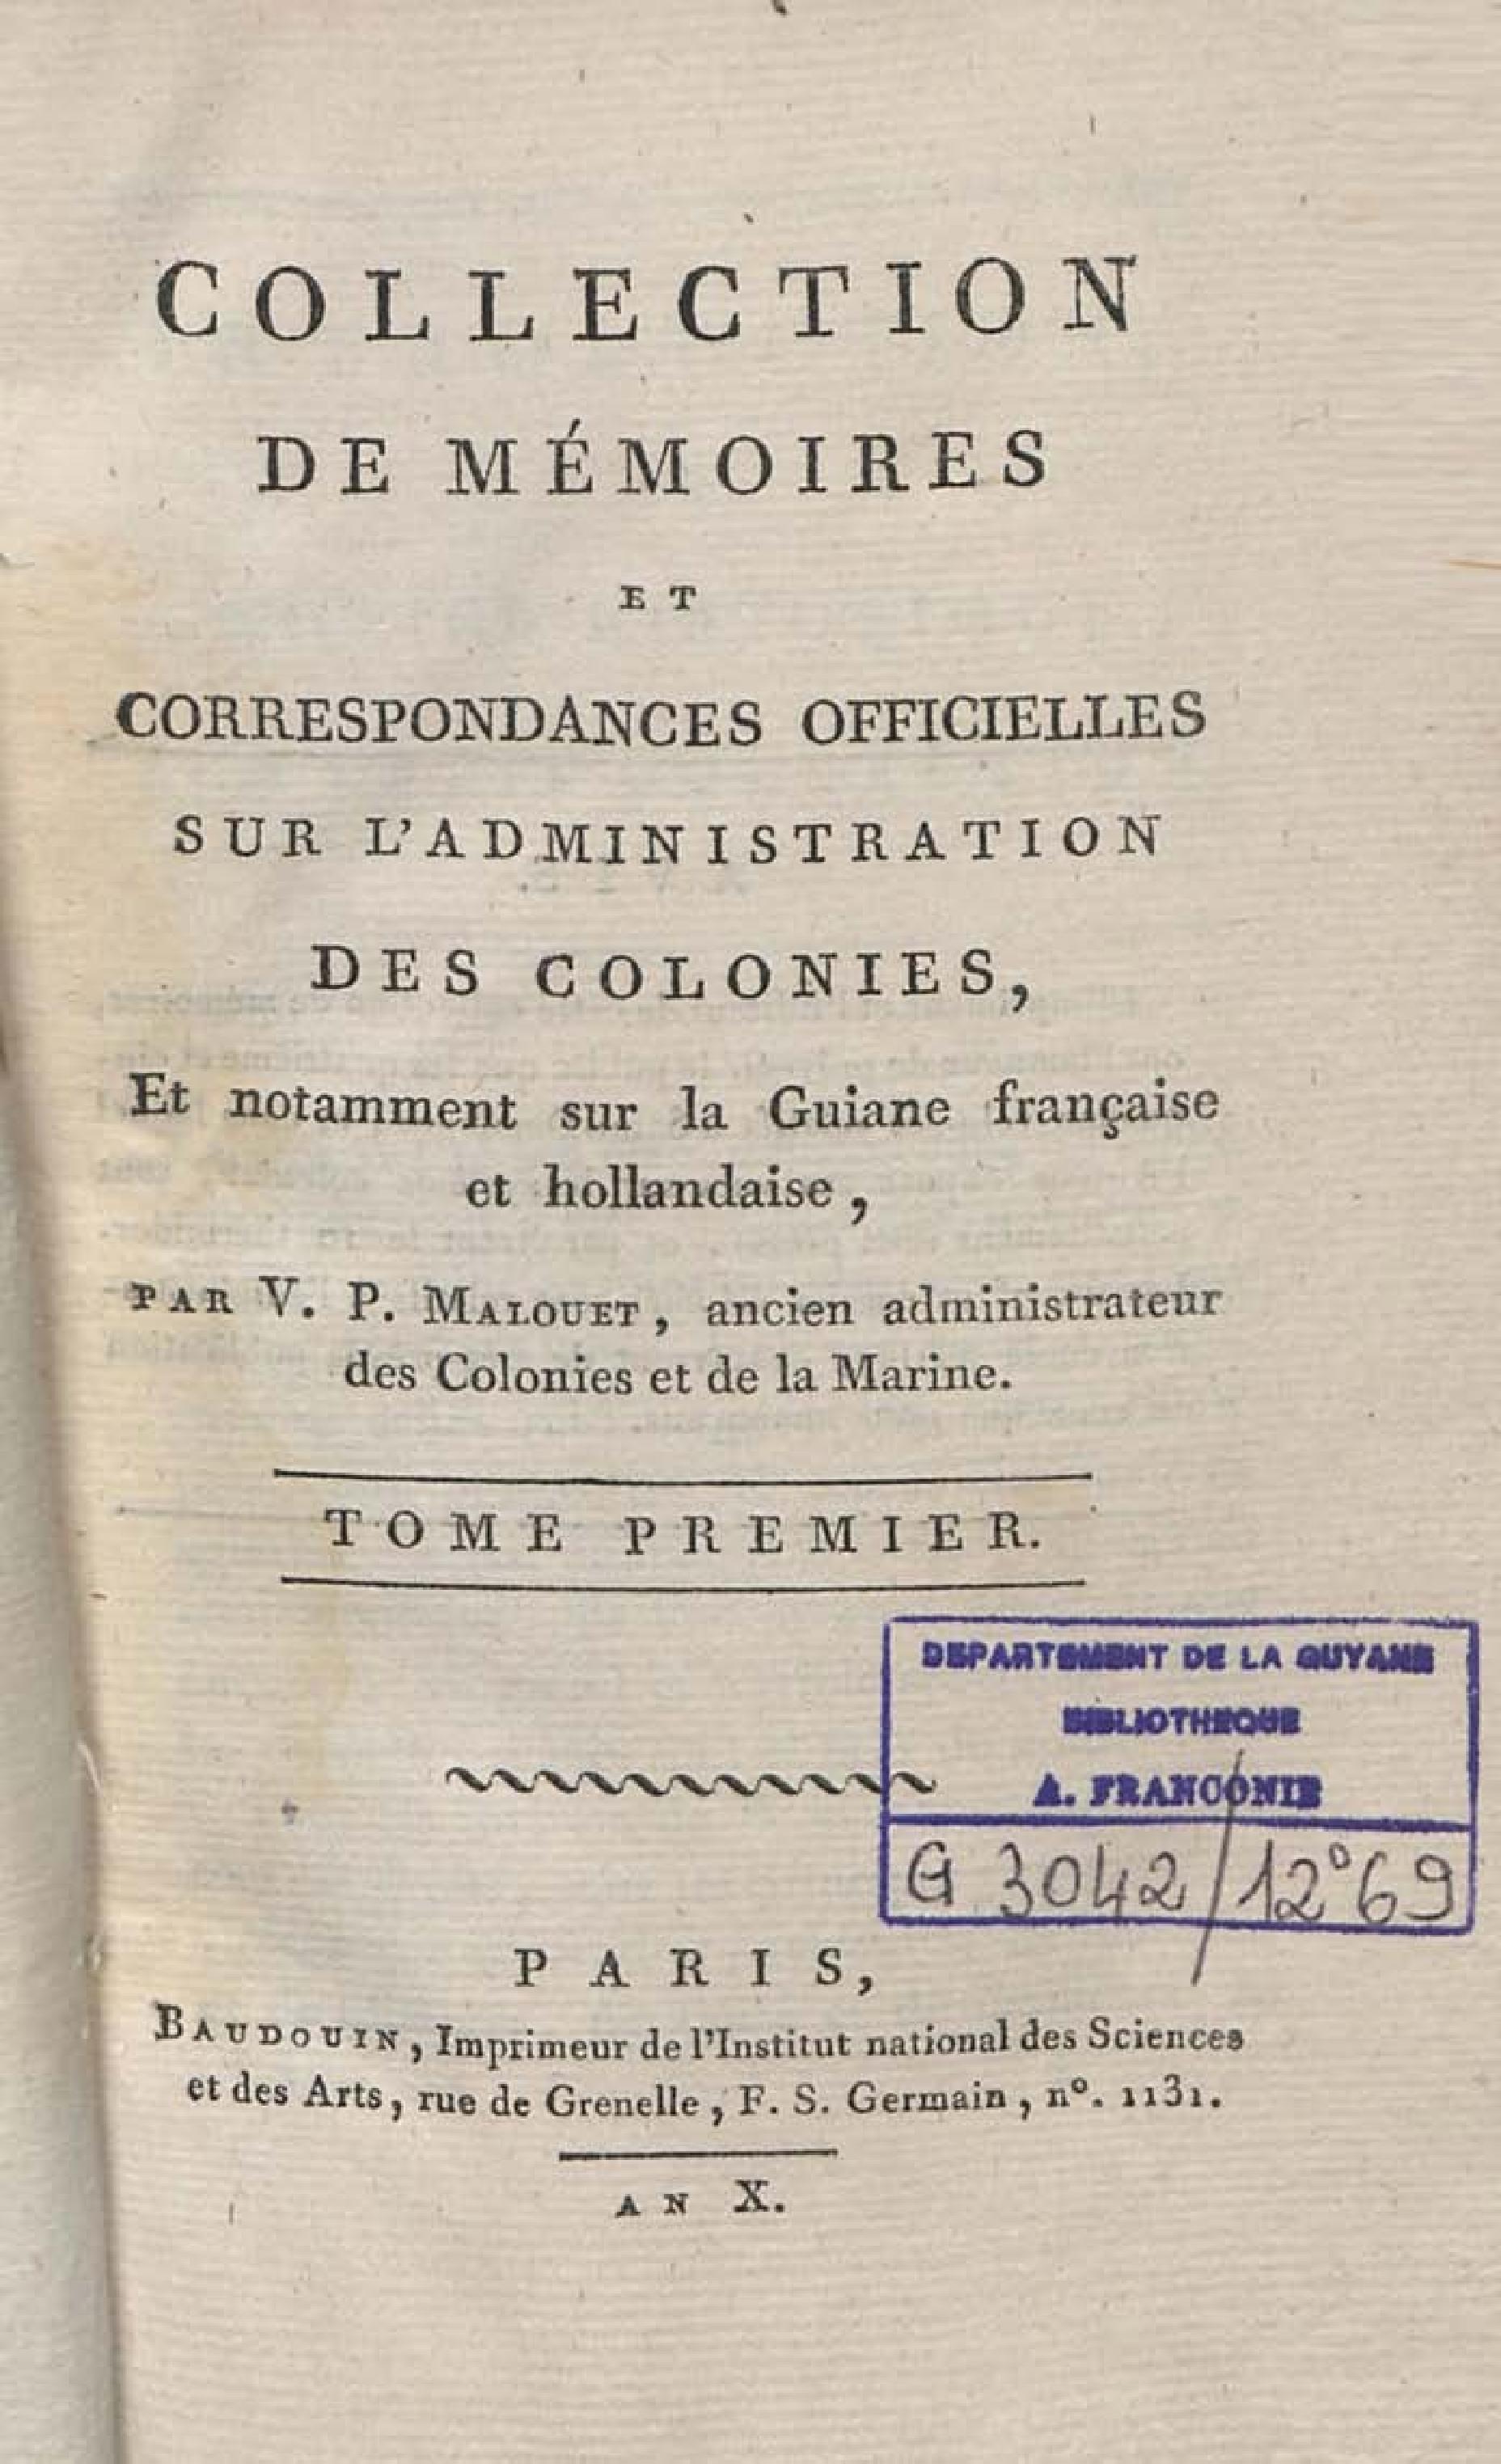 COLLECTION
DE MÉMOIRES
ET
CORRESPONDANCES OFFICIELLES
SUR L'ADMINISTRATION
DES COLONIES,
Et notamment sur la Guiane française
et hollandaise,
PAR V. P. MALOUET, ancien administrateur
des Colonies et de la Marine.
TOME PREMIER.
DEPARTEMENT DE LA GUYANE
BIBLIOTHEQUE
A. FRANCONIE
G 3042/12°69
PARIS,
BAUDOUIN, Imprimeur de l'Institut national des Sciences
et des Arts, rue de Grenelle, F. S. Germain, n°. 1131.
AN X.